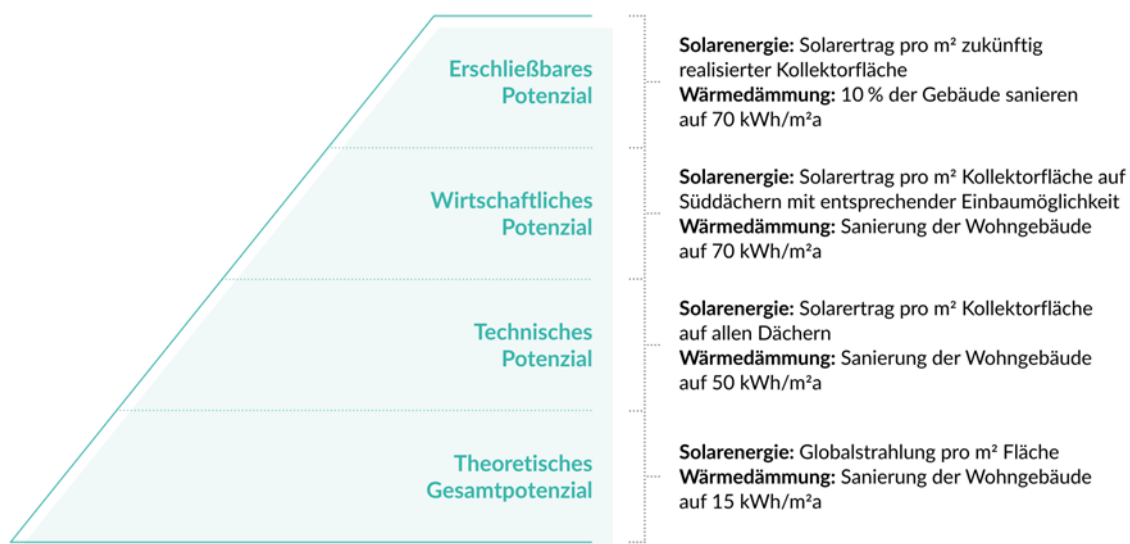 Erschließbares
Potenzial
Solarenergie: Solarertrag pro m² zukünftig
realisierter Kollektorfläche
Wärmedämmung: 10 % der Gebäude sanieren
auf 70 kWh/m²a
Wirtschaftliches
Potenzial
Solarenergie: Solarertrag pro m² Kollektorfläche auf
Süddächern mit entsprechender Einbaumöglichkeit
Wärmedämmung: Sanierung der Wohngebäude
auf 70 kWh/m²a
Technisches
Potenzial
Solarenergie: Solarertrag pro m² Kollektorfläche
auf allen Dächern
Wärmedämmung: Sanierung der Wohngebäude
auf 50 kWh/m²a
Theoretisches
Gesamtpotenzial
Solarenergie: Globalstrahlung pro m² Fläche
Wärmedämmung: Sanierung der Wohngebäude
auf 15 kWh/m²a